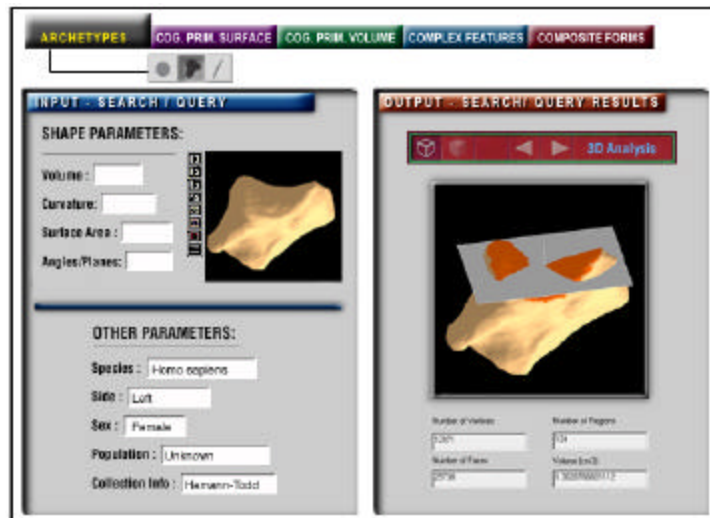 ARCHETYPES COG. PRIM. SURFACE COG. PRIM. VOLUME COMPLEX FEATURES COMPOSITE FORMS
INPUT - SEARCH / QUERY
SHAPE PARAMETERS:
Volume :
Curvature:
Surface Area :
Angles/Planes:
OTHER PARAMETERS:
Species : Homo sapiens
Side : Left
Sex : Female
Population : Unknown
Collection Info : Hamann-Todd
OUTPUT - SEARCH/ QUERY RESULTS
3D Analysis
Number of Vertices Number of Regions
Number of Faces Volume (cm3)